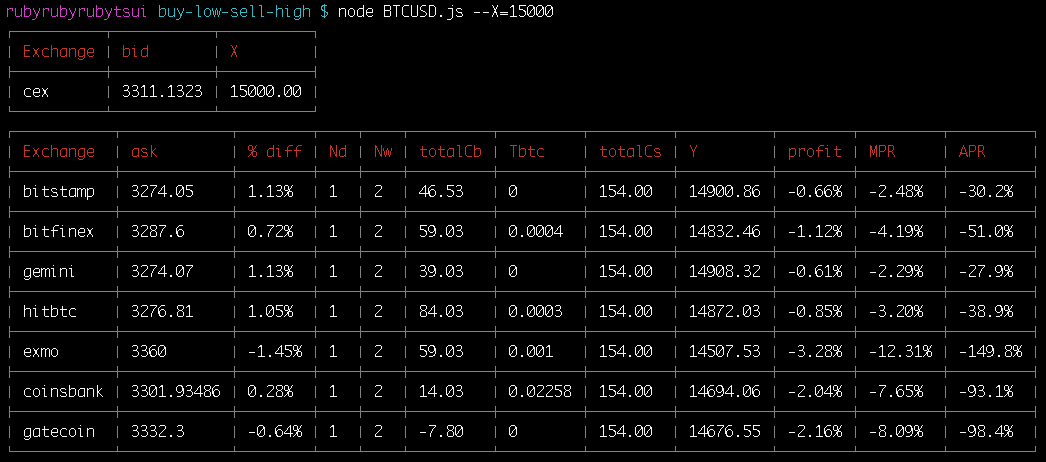 rubyrubyrubytsui buy-low-sell-high $ node BTCUSD.js --X=15000
Exchange bid X
cex 3311.1323 15000.00
Exchange ask % diff Nd Nw totalCb Tbtc totalCs Y profit MPR APR
bitstamp 3274.05 1.13% 1 2 46.53 0 154.00 14900.86 -0.66% -2.48% -30.2%
bitfinex 3287.6 0.72% 1 2 59.03 0.0004 154.00 14832.46 -1.12% -4.19% -51.0%
gemini 3274.07 1.13% 1 2 39.03 0 154.00 14908.32 -0.61% -2.29% -27.9%
hitbtc 3276.81 1.05% 1 2 84.03 0.0003 154.00 14872.03 -0.85% -3.20% -38.9%
exmo 3360 -1.45% 1 2 59.03 0.001 154.00 14507.53 -3.28% -12.31% -149.8%
coinsbank 3301.93486 0.28% 1 2 14.03 0.02258 154.00 14694.06 -2.04% -7.65% -93.1%
gatecoin 3332.3 -0.64% 1 2 -7.80 0 154.00 14676.55 -2.16% -8.09% -98.4%